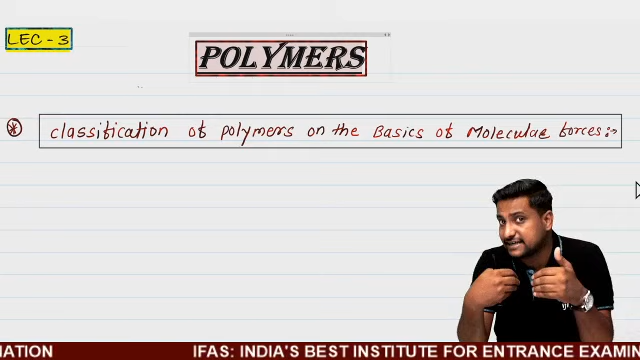 LEC - 3
POLYMERS
* classification of polymers on the Basics of Moleculae forces:-
NATION
IFAS: INDIA'S BEST INSTITUTE FOR ENTRANCE EXAMIN